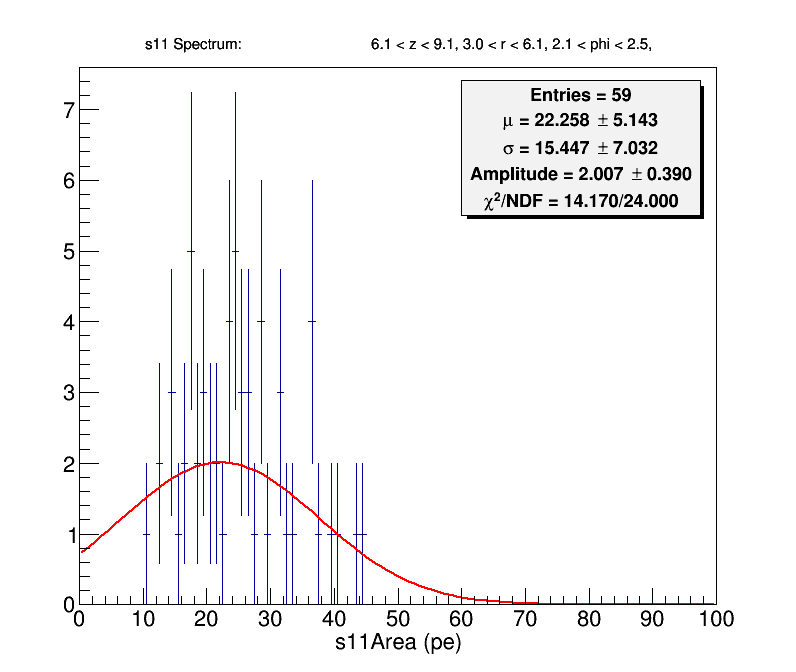 s11 Spectrum: 6.1 < z < 9.1, 3.0 < r < 6.1, 2.1 < phi < 2.5,
Entries = 59
μ = 22.258 ± 5.143
σ = 15.447 ± 7.032
Amplitude = 2.007 ± 0.390
χ²/NDF = 14.170/24.000
7
6
5
4
3
2
1
0
0 10 20 30 40 50 60 70 80 90 100
s11Area (pe)